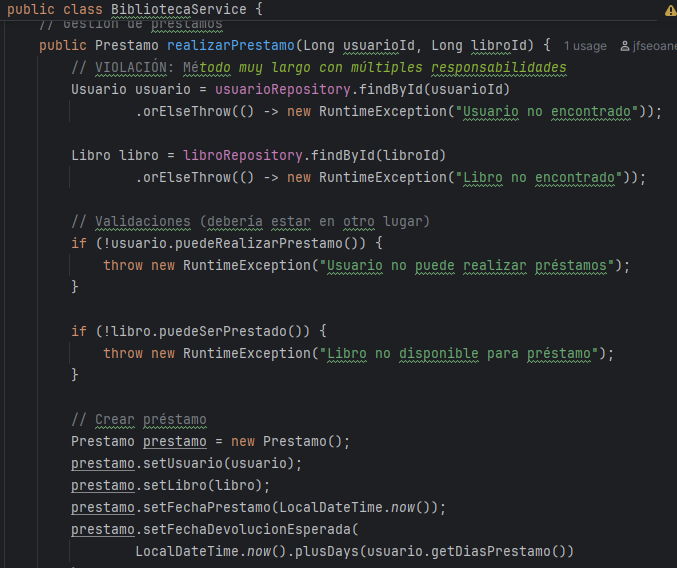 public class BibliotecaService {
// Gestión de préstamos
public Prestamo realizarPrestamo(Long usuarioId, Long libroId) { 1 usage jfseoane
// VIOLACIÓN: Método muy largo con múltiples responsabilidades
Usuario usuario = usuarioRepository.findById(usuarioId)
.orElseThrow(() -> new RuntimeException("Usuario no encontrado"));
Libro libro = libroRepository.findById(libroId)
.orElseThrow(() -> new RuntimeException("Libro no encontrado"));
// Validaciones (debería estar en otro lugar)
if (!usuario.puedeRealizarPrestamo()) {
throw new RuntimeException("Usuario no puede realizar préstamos");
}
if (!libro.puedeSerPrestado()) {
throw new RuntimeException("Libro no disponible para préstamo");
}
// Crear préstamo
Prestamo prestamo = new Prestamo();
prestamo.setUsuario(usuario);
prestamo.setLibro(libro);
prestamo.setFechaPrestamo(LocalDateTime.now());
prestamo.setFechaDevolucionEsperada(
LocalDateTime.now().plusDays(usuario.getDiasPrestamo())